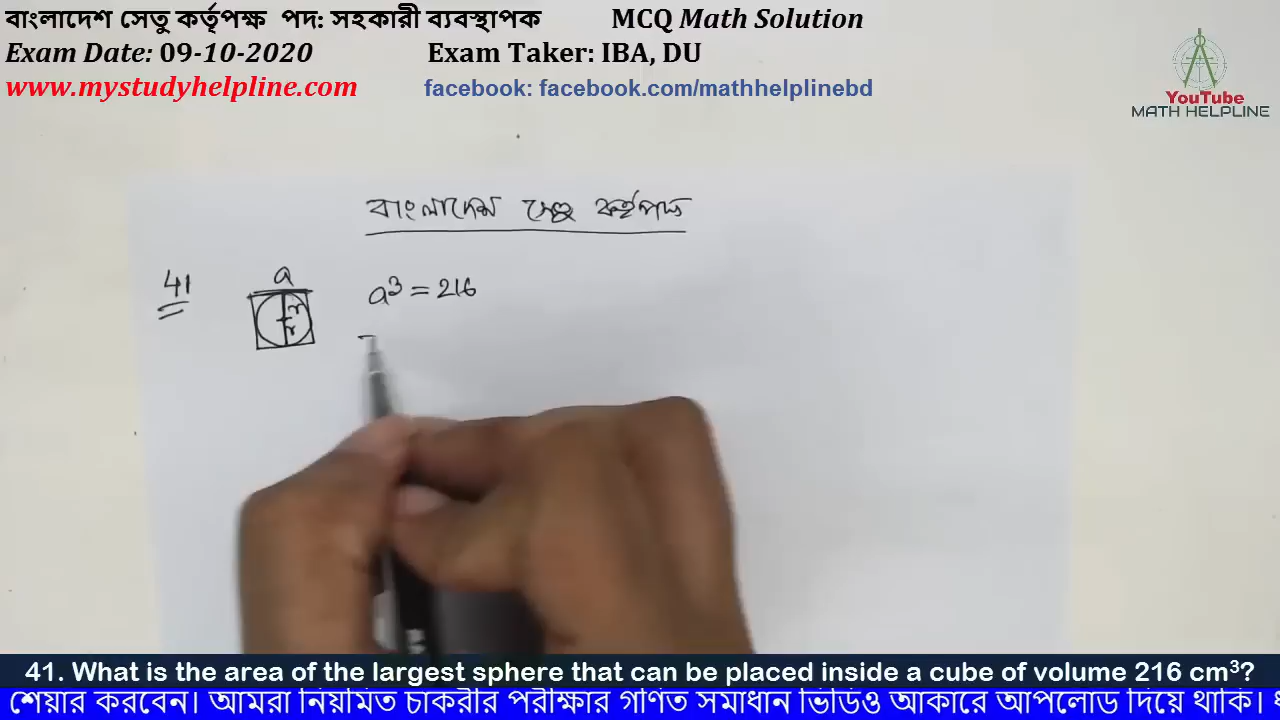 বাংলাদেশ সেতু কর্তৃপক্ষ পদ: সহকারী ব্যবস্থাপক MCQ Math Solution
Exam Date: 09-10-2020 Exam Taker: IBA, DU
www.mystudyhelpline.com facebook: facebook.com/mathhelplinebd
YouTube
MATH HELPLINE
বাংলাদেশ সেতু
41
a
a³ = 216
r
r
41. What is the area of the largest sphere that can be placed inside a cube of volume 216 cm³?
শেয়ার করবেন। আমরা নিয়মিত চাকরীর পরীক্ষার গণিত সমাধান ভিডিও আকারে আপলোড দিয়ে থাকি।